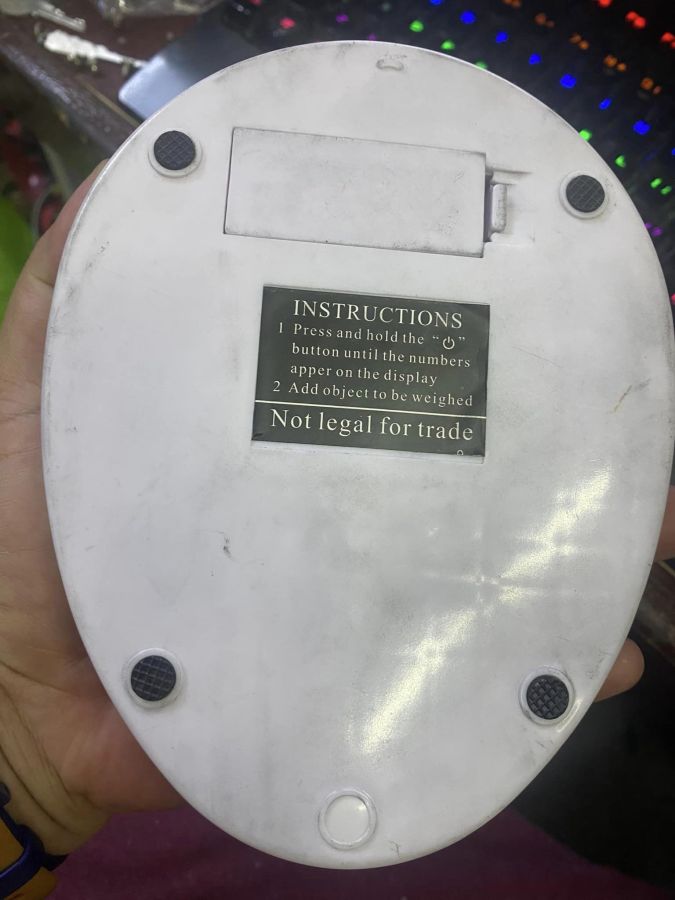 INSTRUCTIONS
1 Press and hold the “⏻”
button until the numbers
apper on the display
2 Add object to be weighed
Not legal for trade